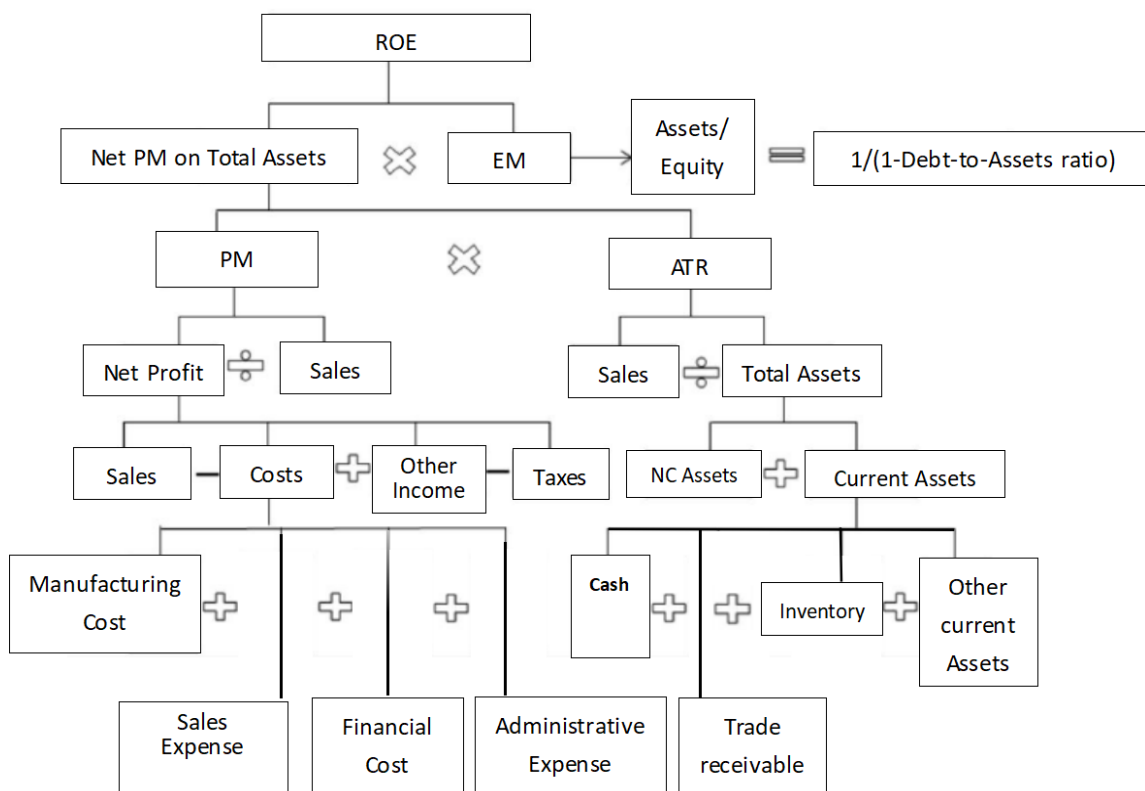 ROE
Net PM on Total Assets
EM
Assets/
Equity
1/(1-Debt-to-Assets ratio)
PM
ATR
Net Profit
Sales
Sales
Total Assets
Sales
Costs
Other
Income
Taxes
NC Assets
Current Assets
Manufacturing
Cost
Cash
Inventory
Other
current
Assets
Sales
Expense
Financial
Cost
Administrative
Expense
Trade
receivable